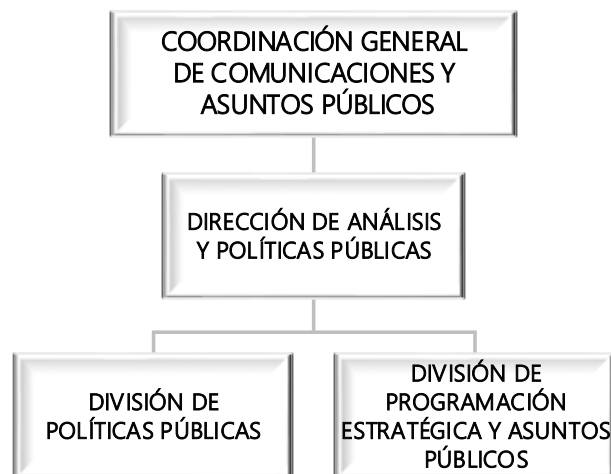 COORDINACIÓN GENERAL
DE COMUNICACIONES Y
ASUNTOS PÚBLICOS
DIRECCIÓN DE ANÁLISIS
Y POLÍTICAS PÚBLICAS
DIVISIÓN DE
POLÍTICAS PÚBLICAS
DIVISIÓN DE
PROGRAMACIÓN
ESTRATÉGICA Y ASUNTOS
PÚBLICOS